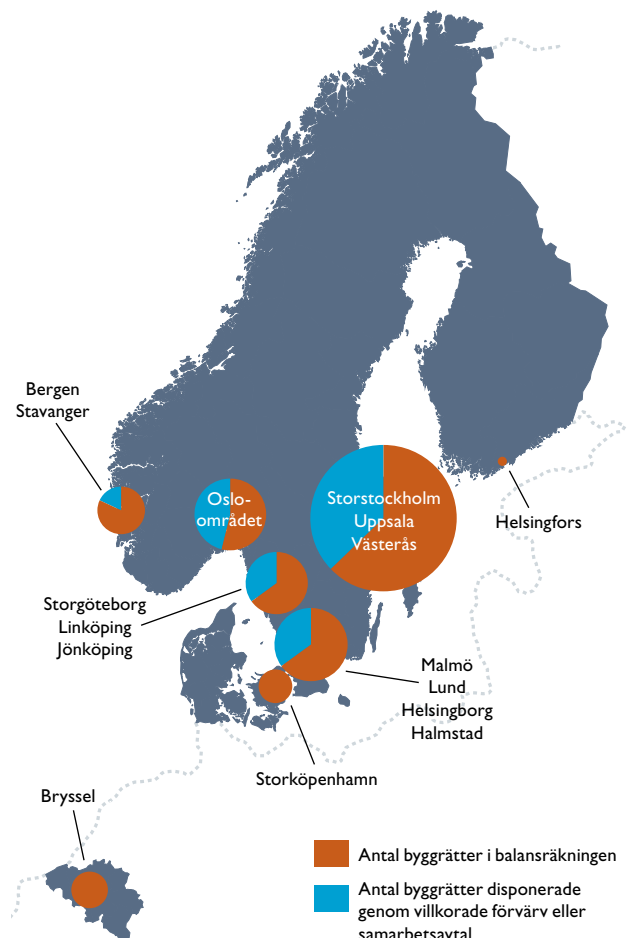 Bergen
Stavanger
Oslo-
området
Storstockholm
Uppsala
Västerås
Helsingfors
Storgöteborg
Linköping
Jönköping
Malmö
Lund
Helsingborg
Halmstad
Storköpenhamn
Bryssel
Antal byggrätter i balansräkningen
Antal byggrätter disponerade
genom villkorade förvärv eller
samarbetsavtal